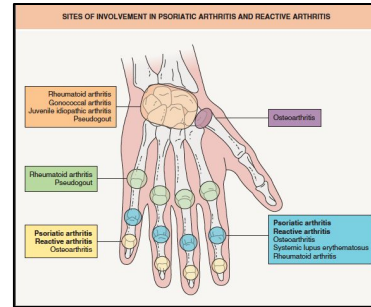 SITES OF INVOLVEMENT IN PSORIATIC ARTHRITIS AND REACTIVE ARTHRITIS
Rheumatoid arthritis
Gonococcal arthritis
Juvenile idiopathic arthritis
Pseudogout
Osteoarthritis
Rheumatoid arthritis
Pseudogout
Psoriatic arthritis
Reactive arthritis
Osteoarthritis
Psoriatic arthritis
Reactive arthritis
Osteoarthritis
Systemic lupus erythematosus
Rheumatoid arthritis